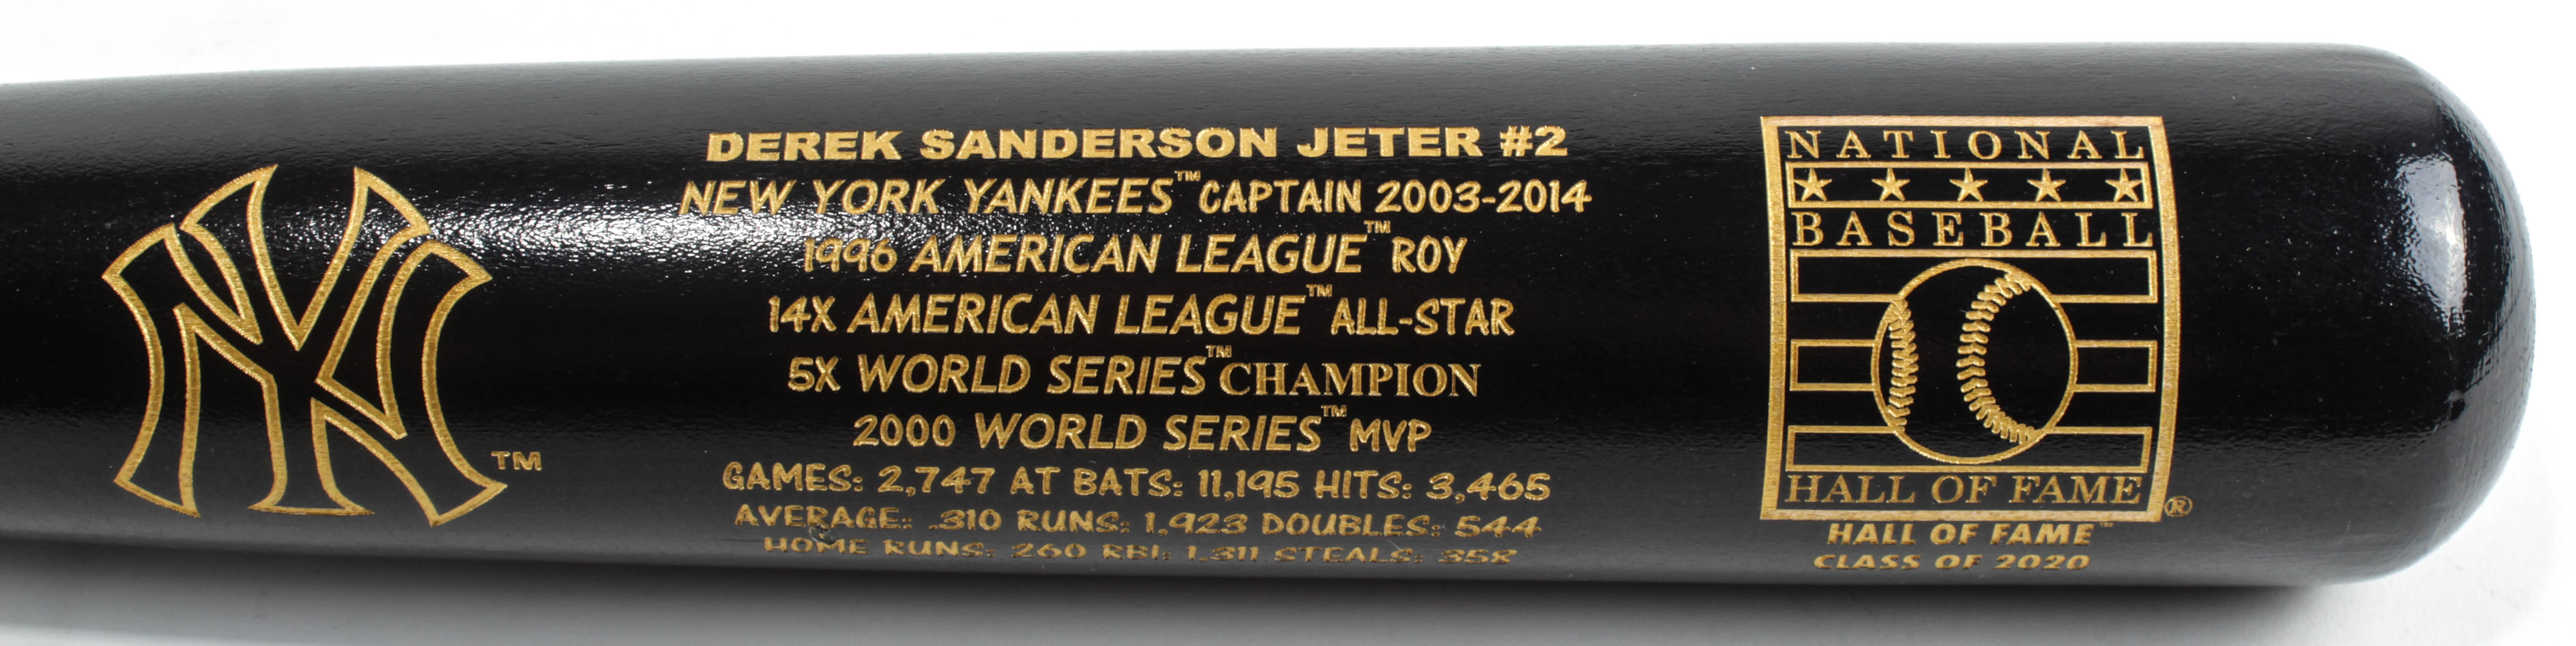 NY TM
DEREK SANDERSON JETER #2
NEW YORK YANKEES™ CAPTAIN 2003-2014
1996 AMERICAN LEAGUE™ ROY
14X AMERICAN LEAGUE™ ALL-STAR
5X WORLD SERIES™ CHAMPION
2000 WORLD SERIES™ MVP
GAMES: 2,747 AT BATS: 11,195 HITS: 3,465
AVERAGE: .310 RUNS: 1,923 DOUBLES: 544
HOME RUNS: 260 RBI: 1,311 STEALS: 358
NATIONAL
BASEBALL
HALL OF FAME ®
HALL OF FAME™
CLASS OF 2020